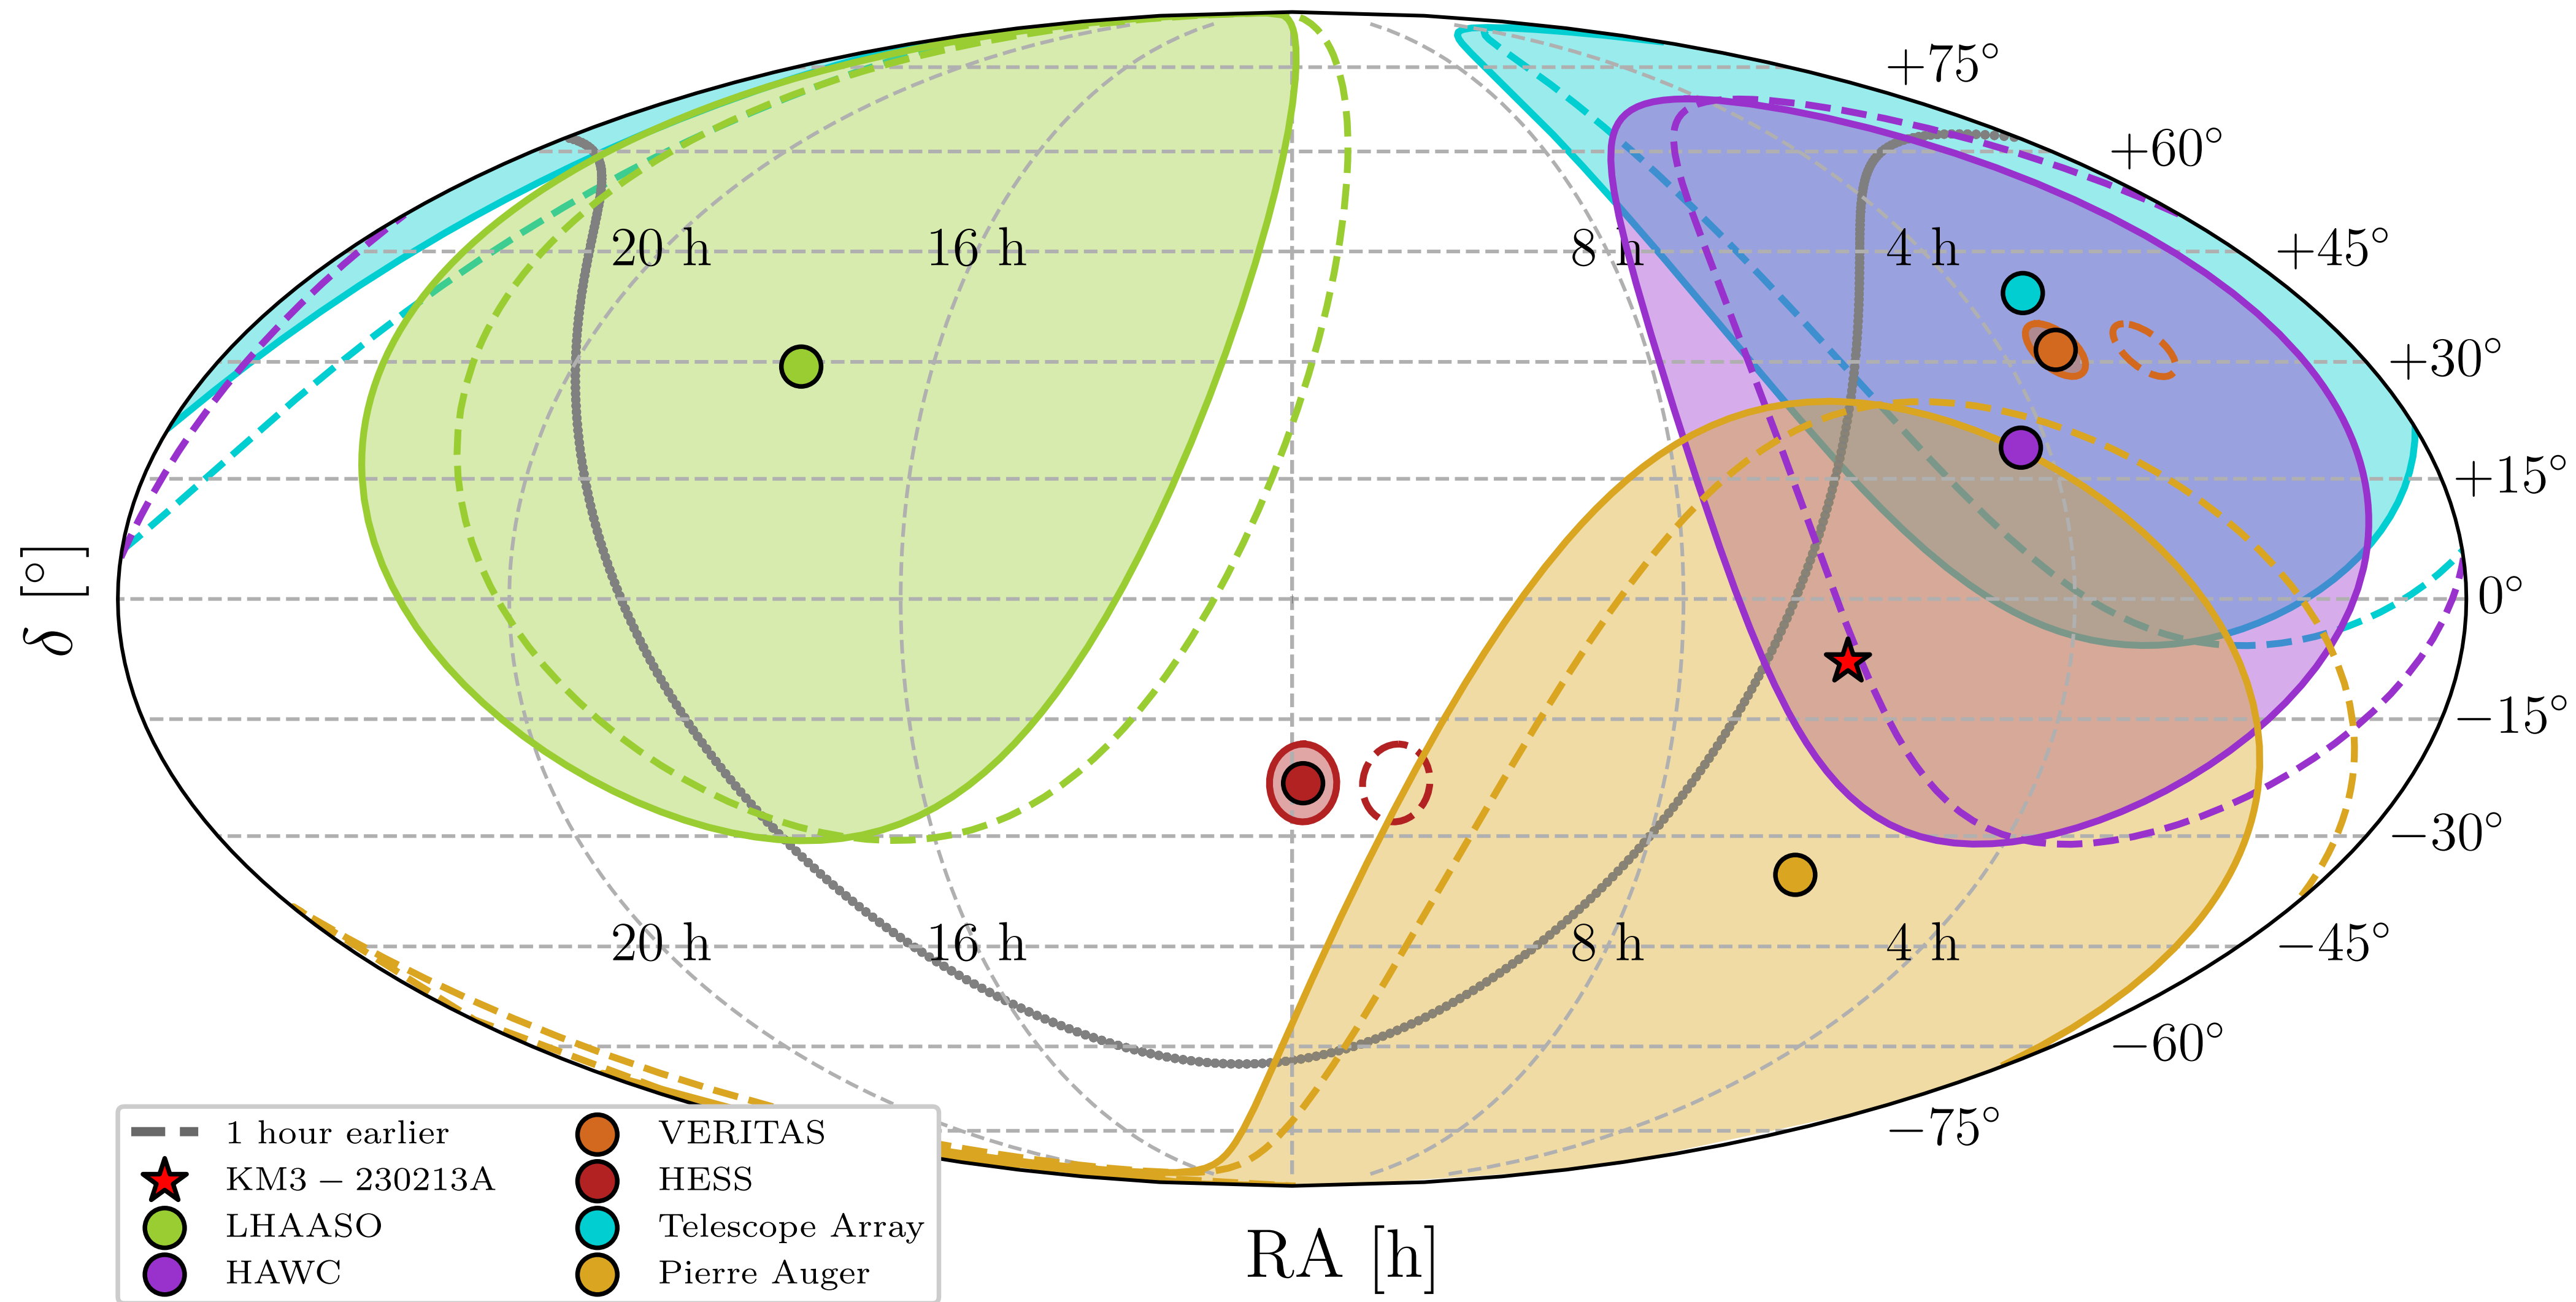 +75°
+60°
20 h 16 h 8 h 4 h +45°
+30°
+15°
δ [°]
0°
−15°
−30°
20 h 16 h 8 h 4 h −45°
−60°
−75°
1 hour earlier
KM3 − 230213A
LHAASO
HAWC
VERITAS
HESS
Telescope Array
Pierre Auger
RA [h]